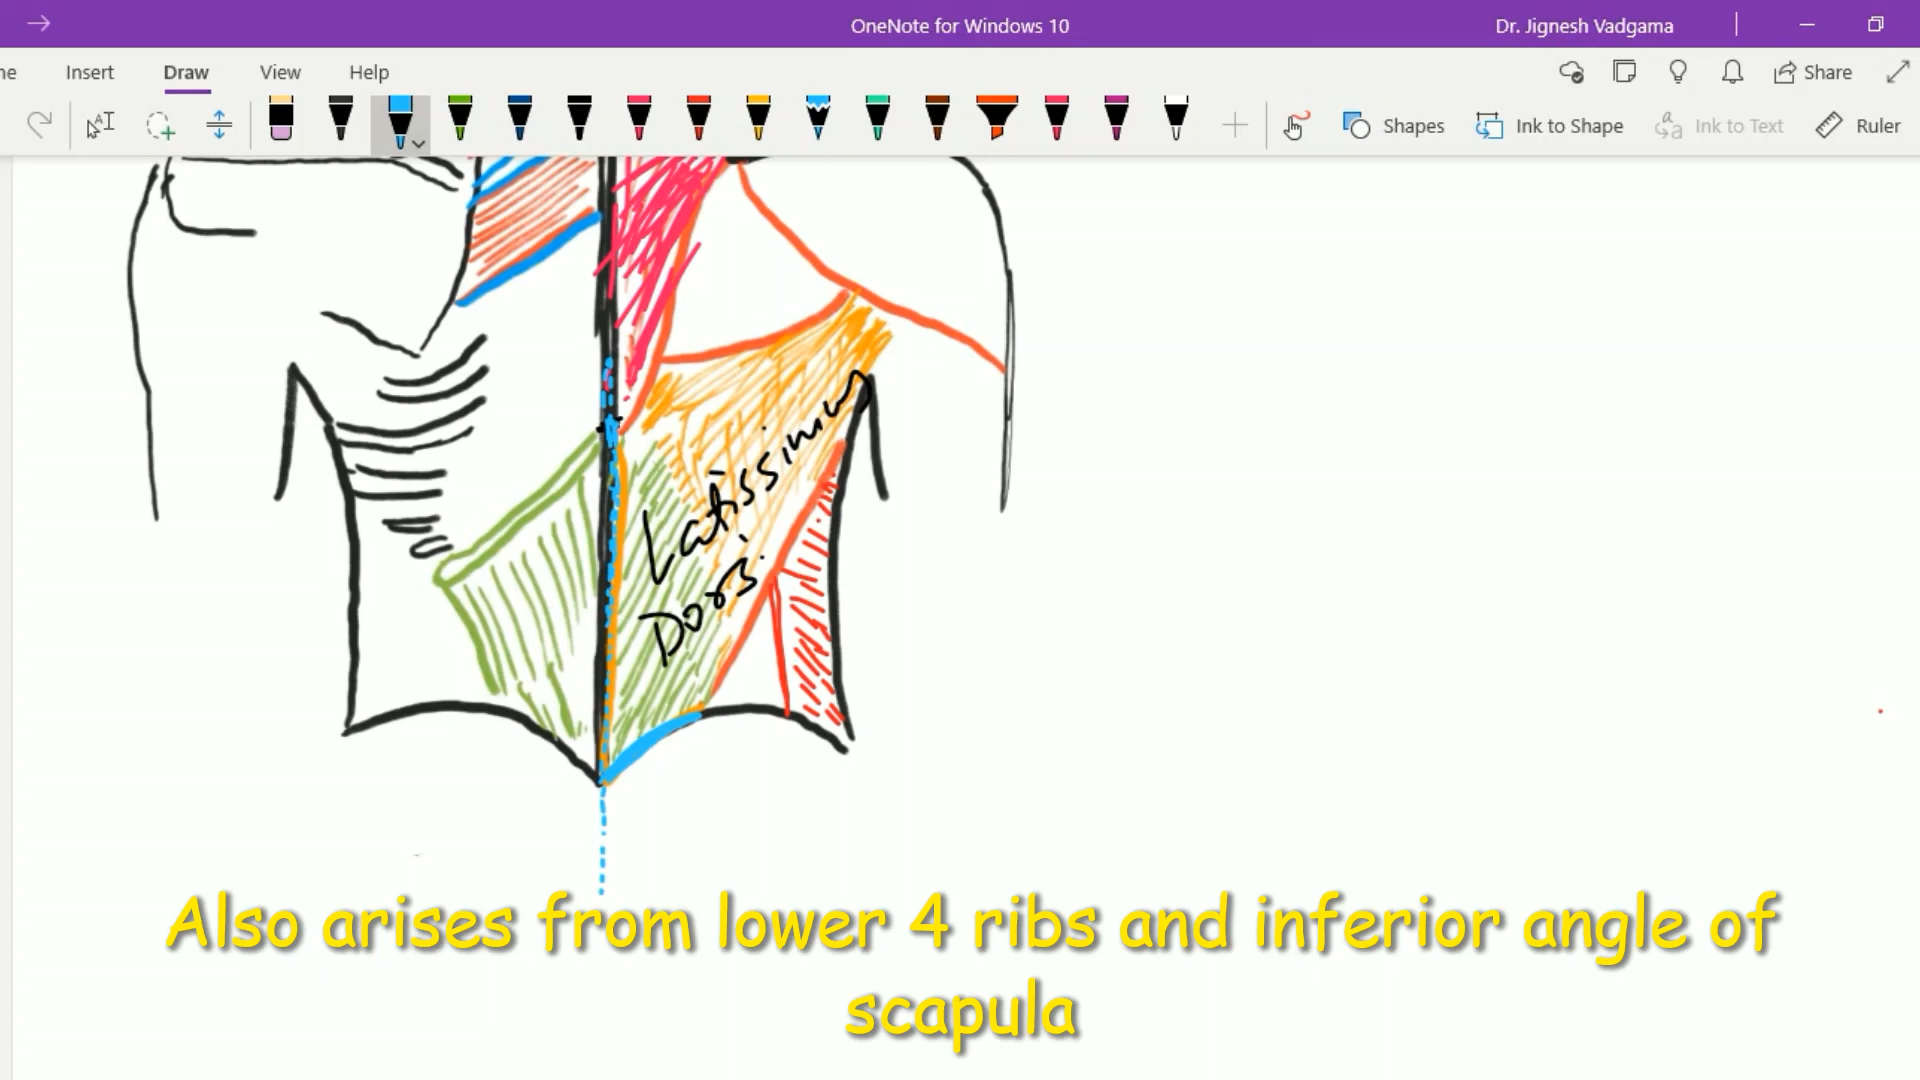 OneNote for Windows 10
Dr. Jignesh Vadgama
ne Insert Draw View Help
Share
Shapes Ink to Shape Ink to Text Ruler
Latissimus
Dorsi
Also arises from lower 4 ribs and inferior angle of
scapula